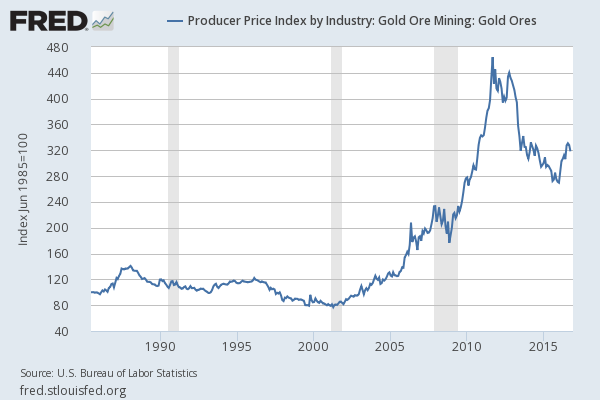 FRED
Producer Price Index by Industry: Gold Ore Mining: Gold Ores
480
440
400
360
320
280
240
200
160
120
80
40
Index Jun 1985=100
1990 1995 2000 2005 2010 2015
Source: U.S. Bureau of Labor Statistics
fred.stlouisfed.org